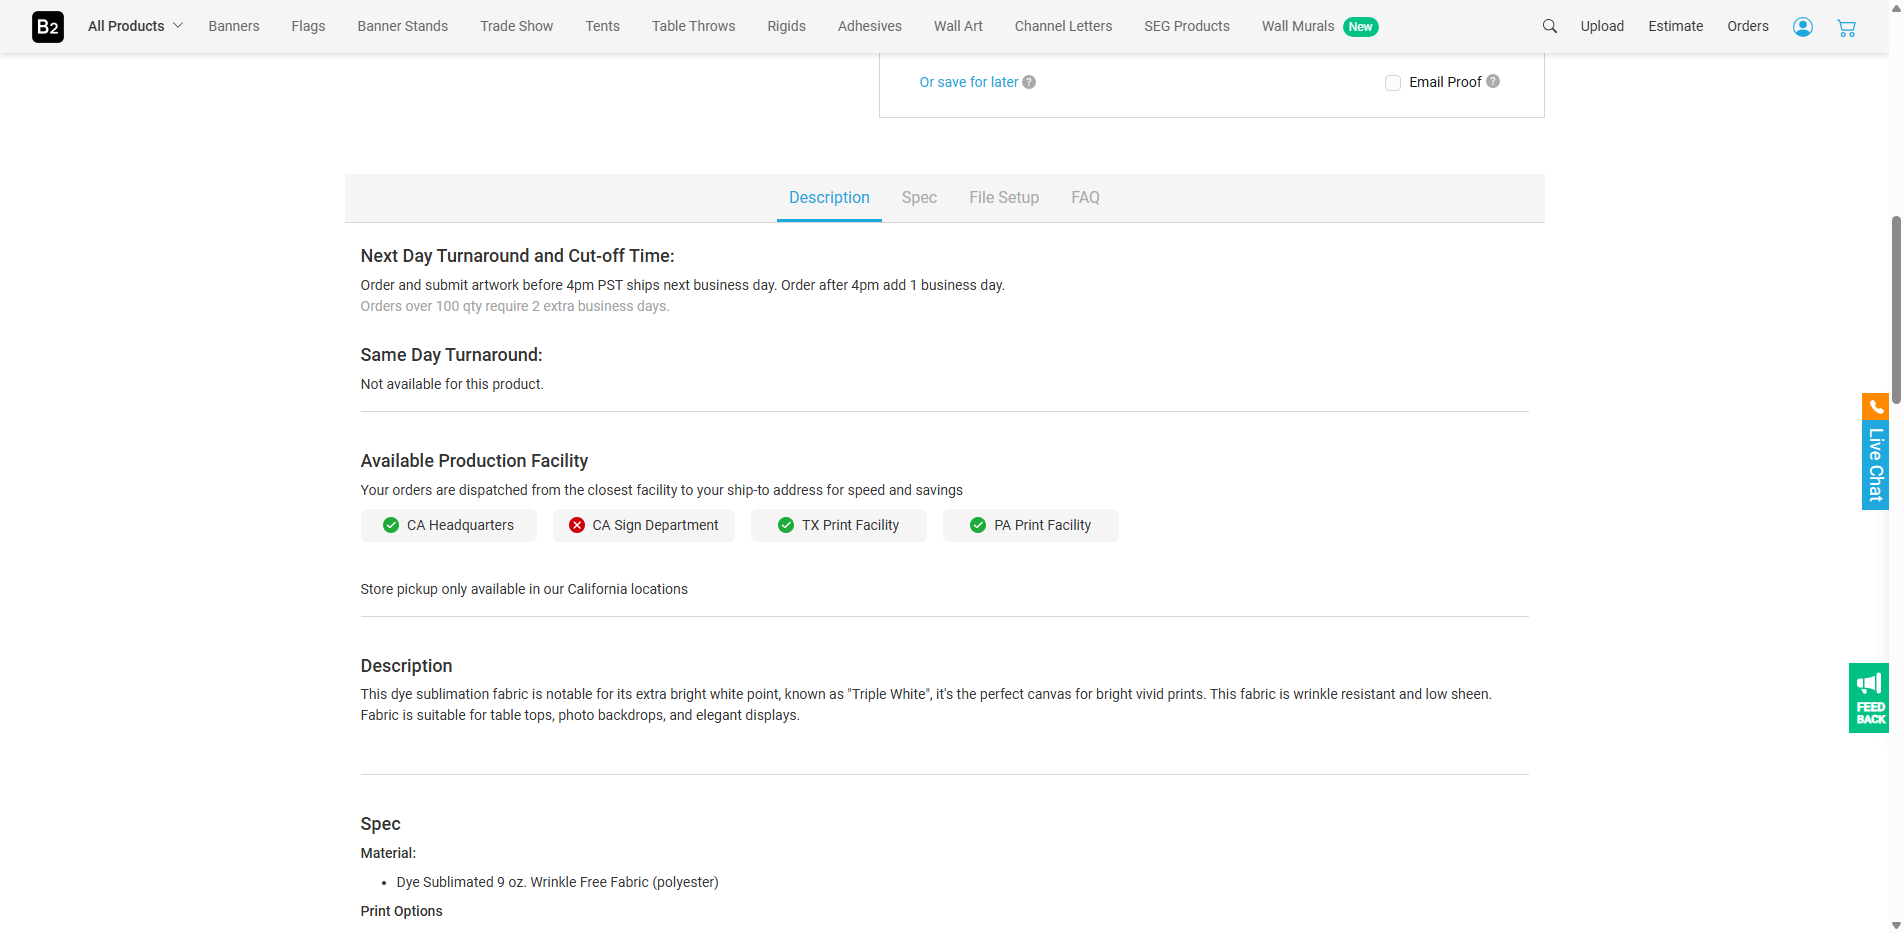 B2 All Products Banners Flags Banner Stands Trade Show Tents Table Throws Rigids Adhesives Wall Art Channel Letters SEG Products Wall Murals New Upload Estimate Orders
Or save for later ? Email Proof ?
Description Spec File Setup FAQ
Next Day Turnaround and Cut-off Time:
Order and submit artwork before 4pm PST ships next business day. Order after 4pm add 1 business day.
Orders over 100 qty require 2 extra business days.
Same Day Turnaround:
Not available for this product.
Live Chat
Available Production Facility
Your orders are dispatched from the closest facility to your ship-to address for speed and savings
CA Headquarters CA Sign Department TX Print Facility PA Print Facility
Store pickup only available in our California locations
Description
This dye sublimation fabric is notable for its extra bright white point, known as "Triple White", it's the perfect canvas for bright vivid prints. This fabric is wrinkle resistant and low sheen.
Fabric is suitable for table tops, photo backdrops, and elegant displays.
FEED
BACK
Spec
Material:
• Dye Sublimated 9 oz. Wrinkle Free Fabric (polyester)
Print Options